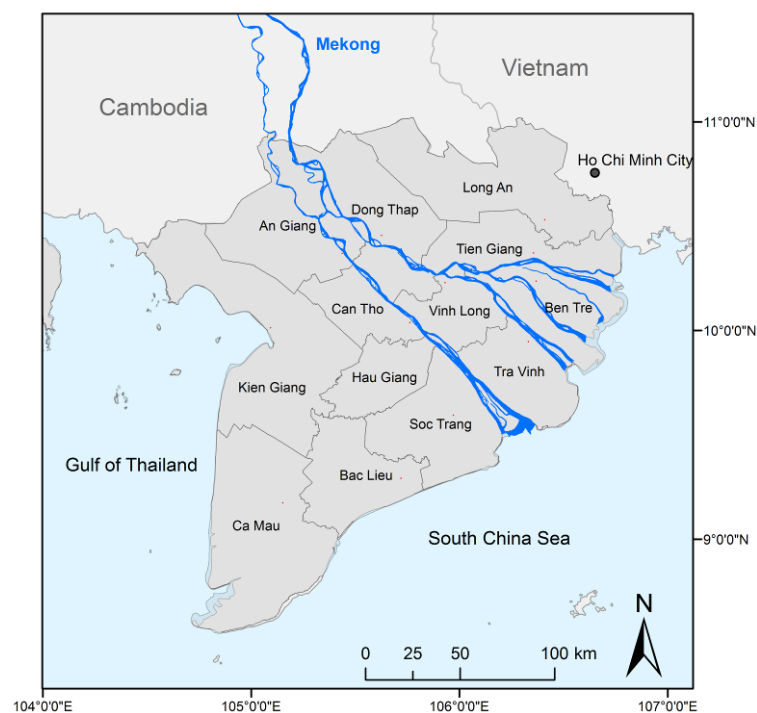 Mekong
Vietnam
Cambodia
11°0'0"N
Ho Chi Minh City
Long An
Dong Thap
An Giang
Tien Giang
Can Tho
Vinh Long
Ben Tre
10°0'0"N
Tra Vinh
Hau Giang
Kien Giang
Soc Trang
Gulf of Thailand
Bac Lieu
Ca Mau
South China Sea
9°0'0"N
N
0 25 50 100 km
104°0'0"E 105°0'0"E 106°0'0"E 107°0'0"E